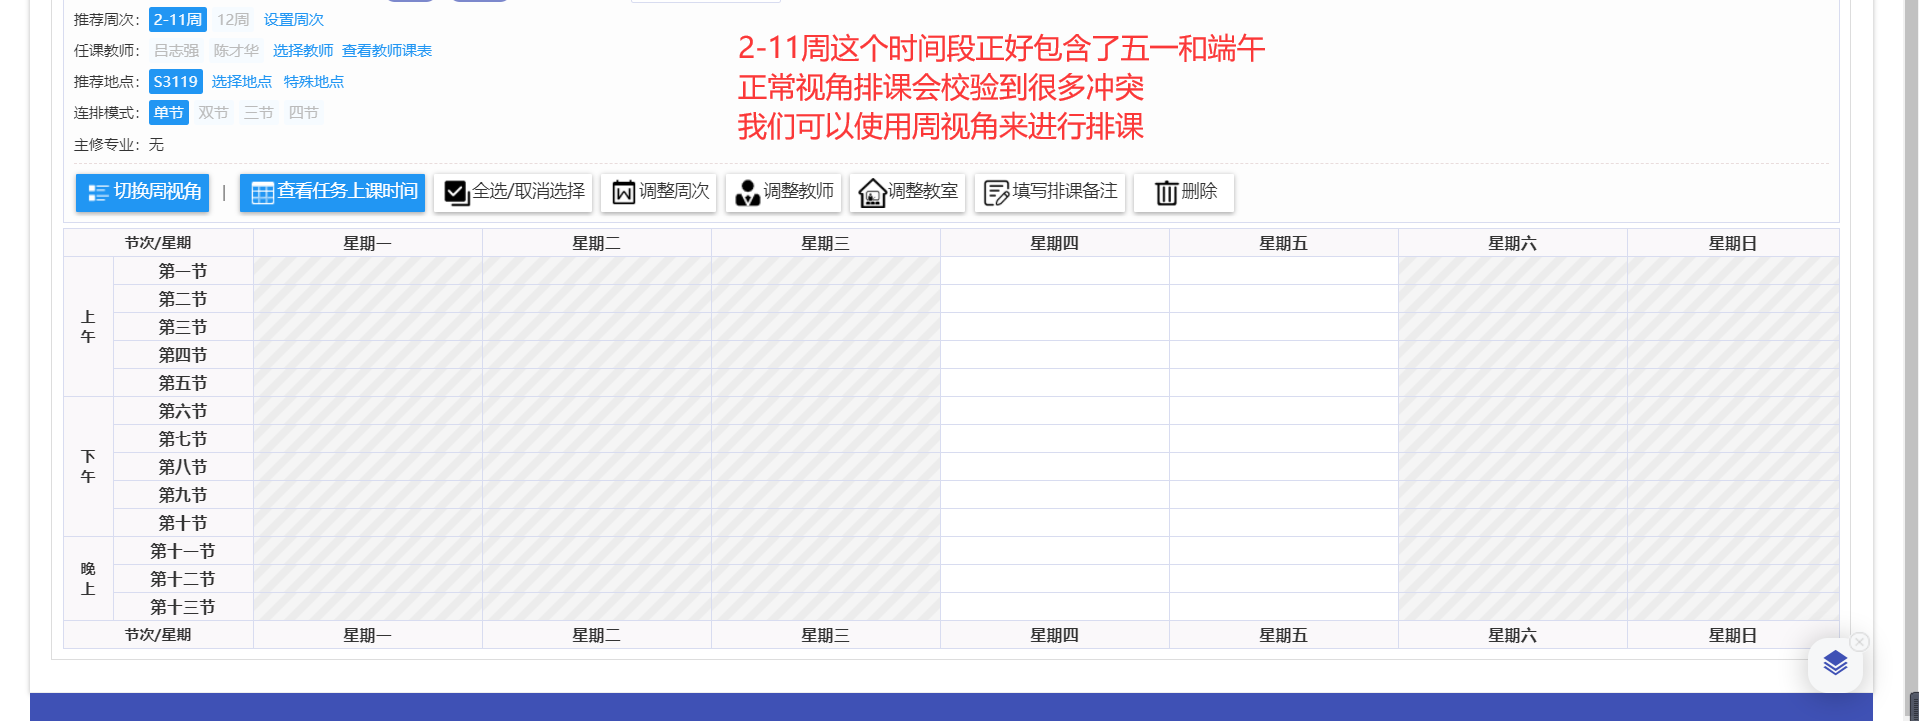 推荐周次: 2-11周 12周 设置周次
任课教师: 吕志强 陈才华 选择教师 查看教师课表
推荐地点: S3119 选择地点 特殊地点
连排模式: 单节 双节 三节 四节
主修专业: 无
2-11周这个时间段正好包含了五一和端午
正常视角排课会校验到很多冲突
我们可以使用周视角来进行排课
切换周视角 | 查看任务上课时间 全选/取消选择 调整周次 调整教师 调整教室 填写排课备注 删除
节次/星期 星期一 星期二 星期三 星期四 星期五 星期六 星期日
上午
第一节
第二节
第三节
第四节
第五节
下午
第六节
第七节
第八节
第九节
第十节
晚上
第十一节
第十二节
第十三节
节次/星期 星期一 星期二 星期三 星期四 星期五 星期六 星期日